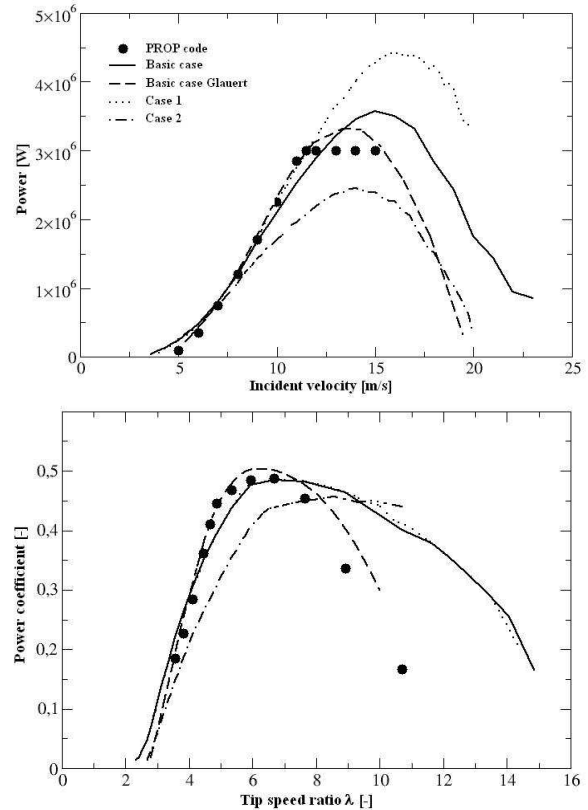 5×10⁶
PROP code
Basic case
4×10⁶
Basic case Glauert
Case 1
Case 2
3×10⁶
Power [W]
2×10⁶
1×10⁶
0
0 5 10 15 20 25
Incident velocity [m/s]
0,5
0,4
Power coefficient [-]
0,3
0,2
0,1
0
0 2 4 6 8 10 12 14 16
Tip speed ratio λ [-]